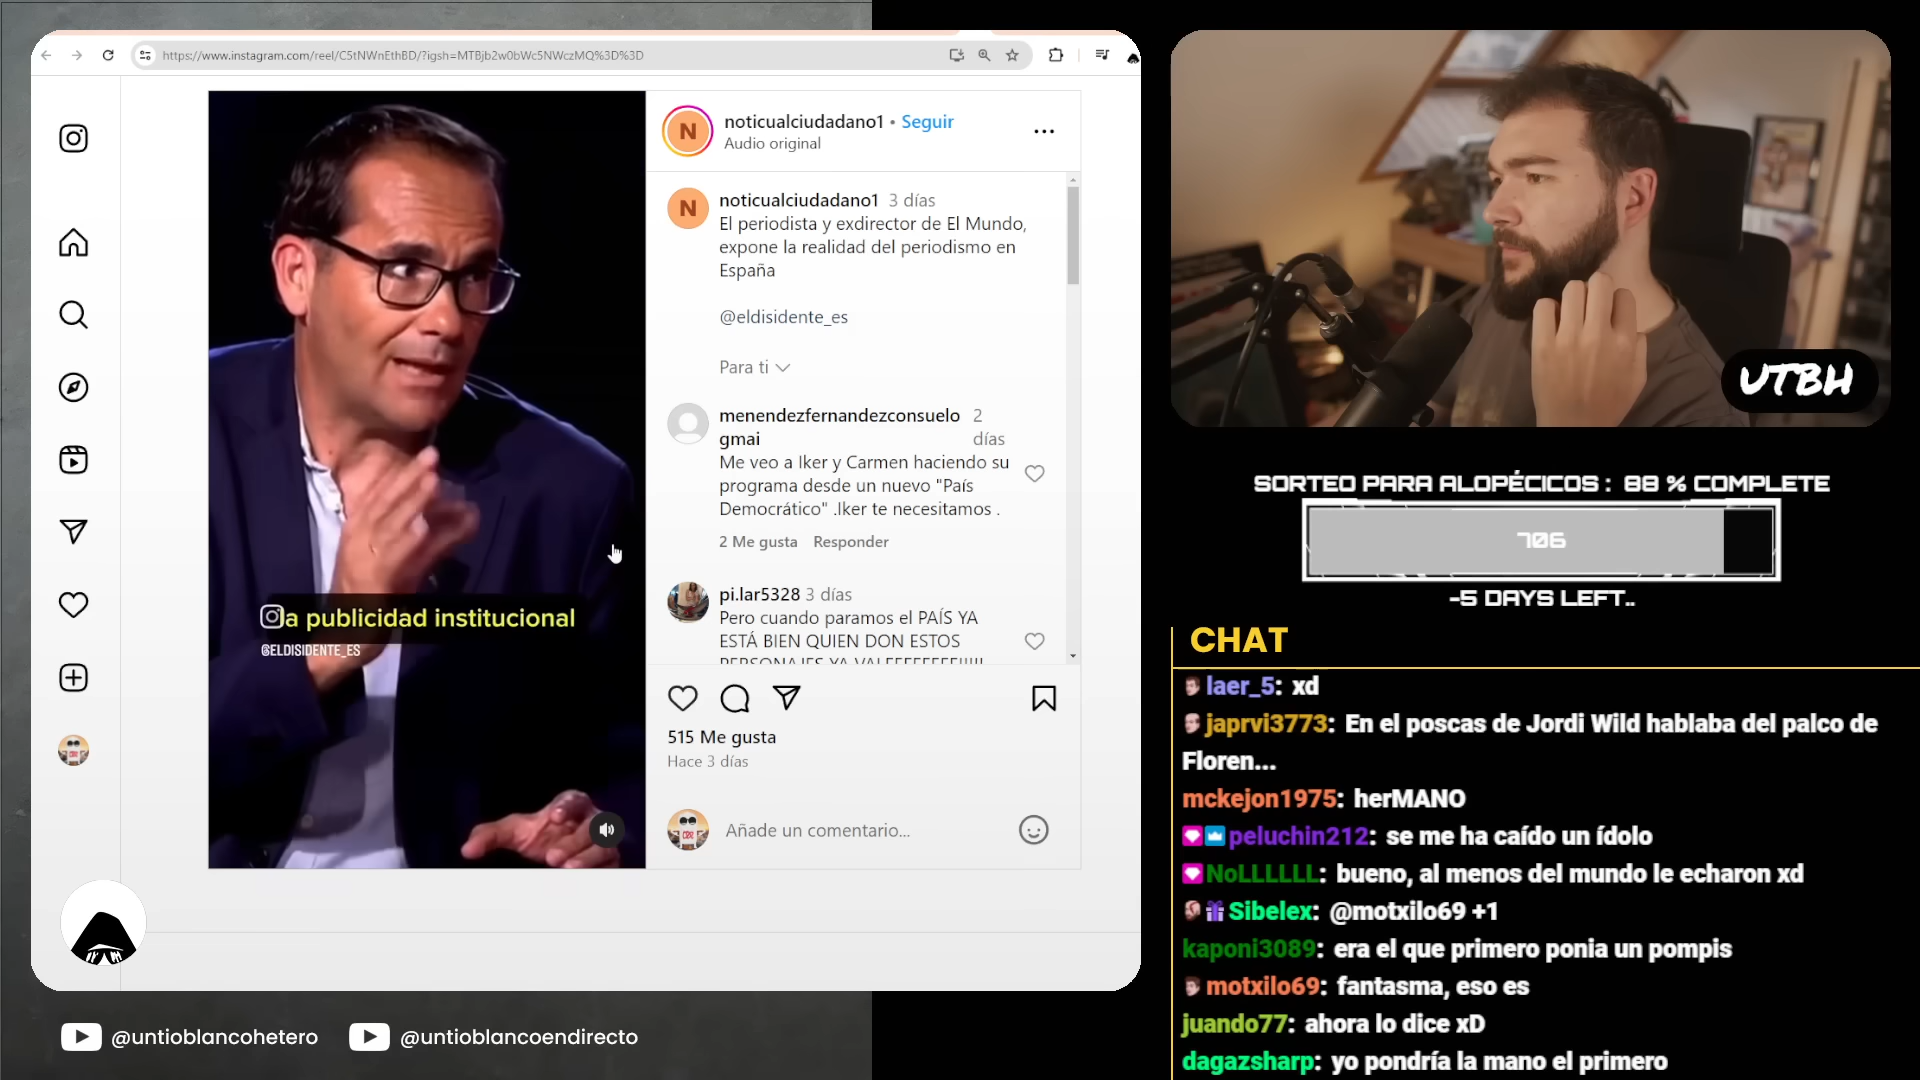 https://www.instagram.com/reel/C5tNWnEthBD/?igsh=MTBjb2w0bWc5NWczMQ%3D%3D
la publicidad institucional
@ELDISIDENTE_ES
N
noticualciudadano1 • Seguir
Audio original
N
noticualciudadano1 3 días
El periodista y exdirector de El Mundo,
expone la realidad del periodismo en
España
@eldisidente_es
Para ti
menendezfernandezconsuelo 2
gmai días
Me veo a Iker y Carmen haciendo su
programa desde un nuevo "País
Democrático" .Iker te necesitamos .
2 Me gusta Responder
pi.lar5328 3 días
Pero cuando paramos el PAÍS YA
ESTÁ BIEN QUIEN DON ESTOS
515 Me gusta
Hace 3 días
Añade un comentario...
@untioblancohetero
@untioblancoendirecto
UTBH
SORTEO PARA ALOPÉCICOS : 88 % COMPLETE
706
-5 DAYS LEFT..
CHAT
laer_5: xd
japrvi3773: En el poscas de Jordi Wild hablaba del palco de
Floren...
mckejon1975: herMANO
peluchin212: se me ha caído un ídolo
NoLLLLLL: bueno, al menos del mundo le echaron xd
Sibelex: @motxilo69 +1
kaponi3089: era el que primero ponia un pompis
motxilo69: fantasma, eso es
juando77: ahora lo dice xD
dagazsharp: yo pondría la mano el primero